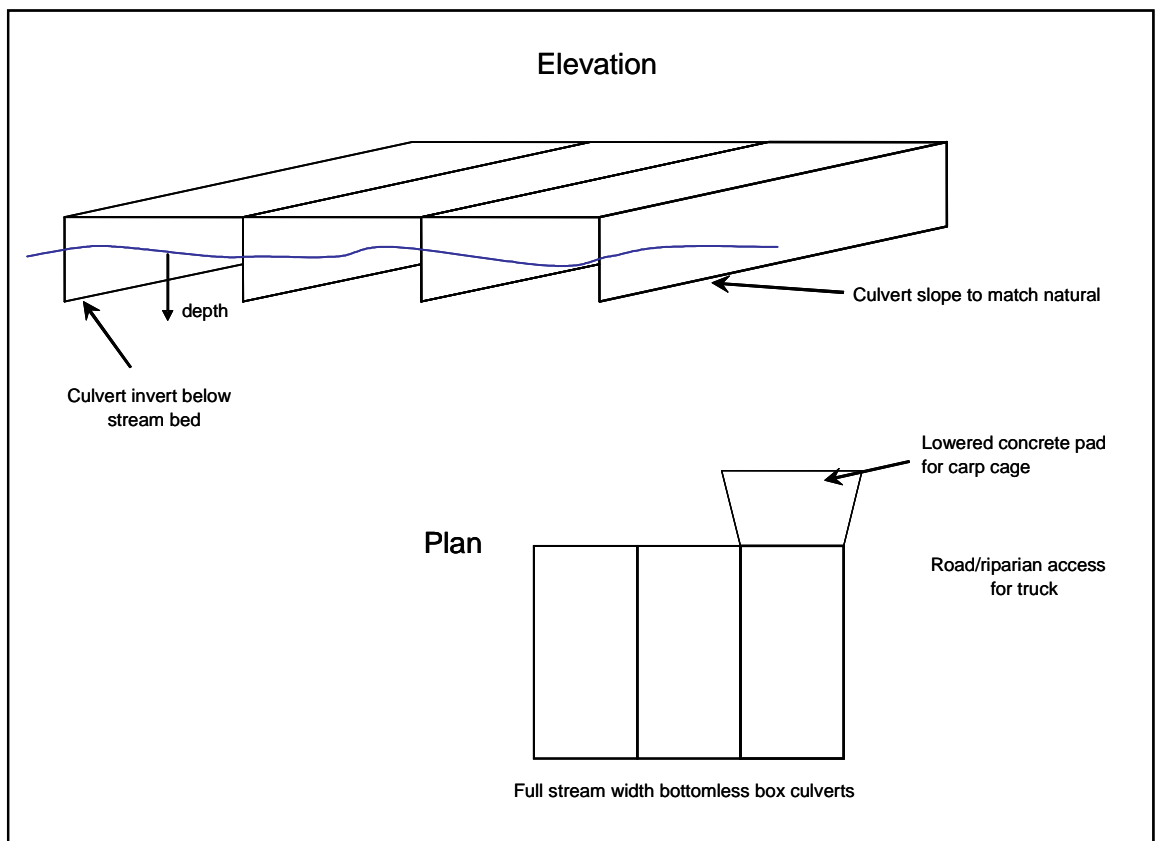 Elevation
depth
Culvert slope to match natural
Culvert invert below
stream bed
Lowered concrete pad
for carp cage
Plan
Road/riparian access
for truck
Full stream width bottomless box culverts